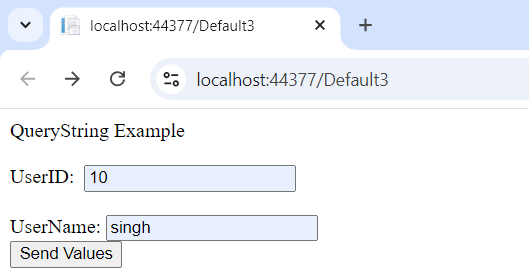 localhost:44377/Default3
localhost:44377/Default3
QueryString Example
UserID: 10
UserName: singh
Send Values